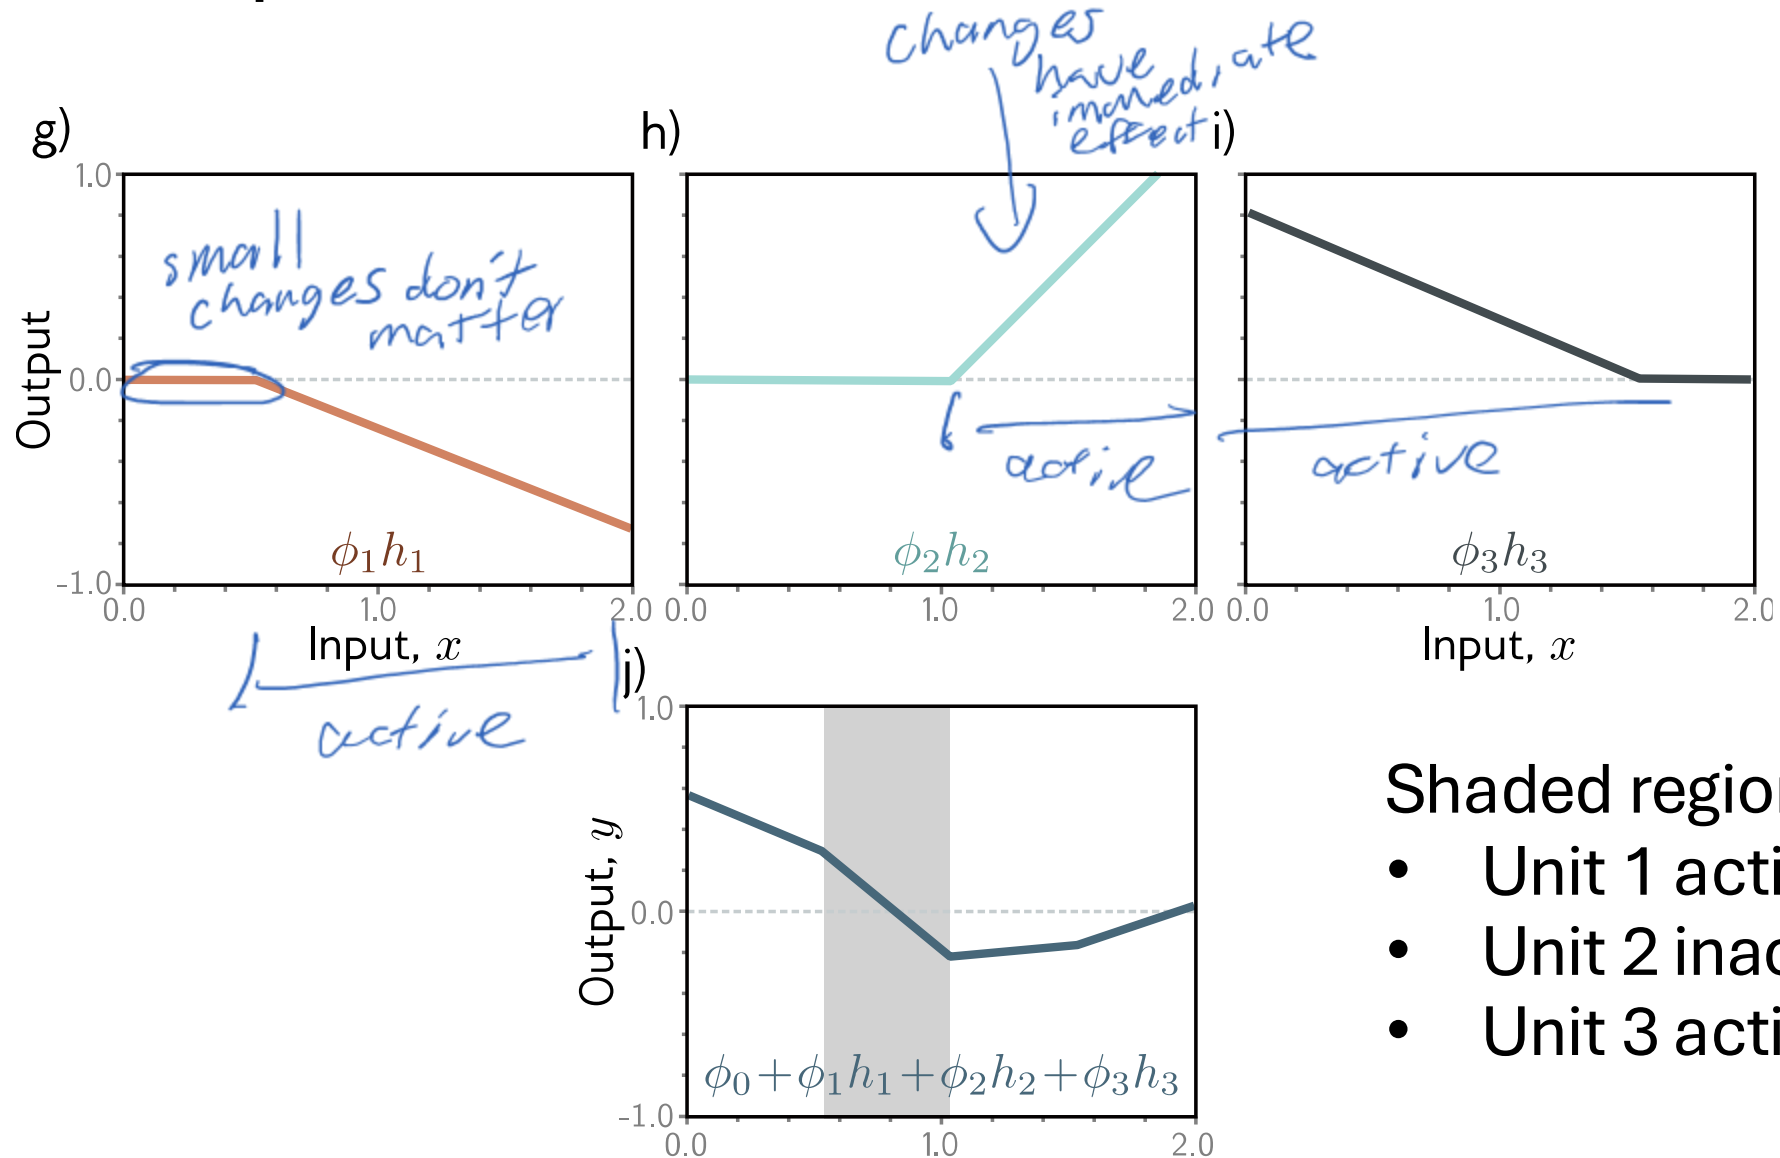 changes
have
immediate
effect
g)
h)
i)
1.0
small
changes don't
matter
Output
0.0
active
ϕ₁h₁
ϕ₂h₂
ϕ₃h₃
-1.0
0.0 1.0 2.0 0.0 1.0 2.0 0.0 1.0 2.0
Input, x
Input, x
active
j)
1.0
Output, y
0.0
ϕ₀+ϕ₁h₁+ϕ₂h₂+ϕ₃h₃
-1.0
0.0 1.0 2.0
Shaded region
• Unit 1 acti
• Unit 2 inac
• Unit 3 acti